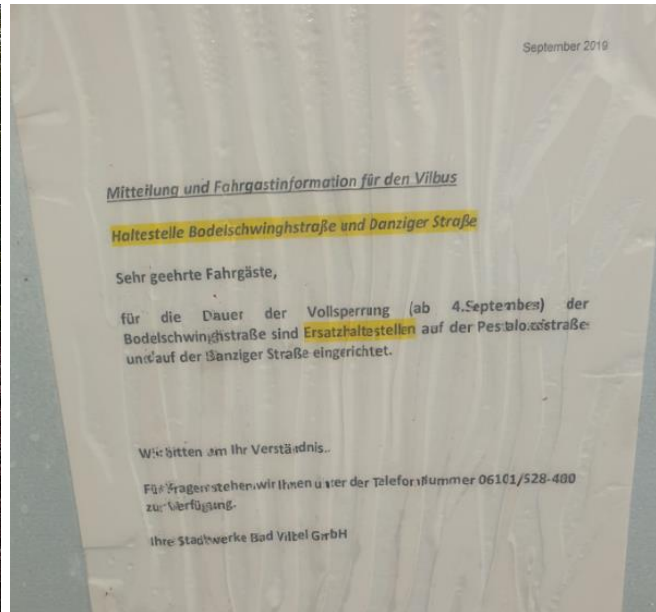 September 2019
Mitteilung und Fahrgastinformation für den Vilbus
Haltestelle Bodelschwinghstraße und Danziger Straße
Sehr geehrte Fahrgäste,
für die Dauer der Vollsperrung (ab 4.September) der
Bodelschwinghstraße sind Ersatzhaltestellen auf der Pestalozzistraße
und auf der Danziger Straße eingerichtet.
Wir bitten um Ihr Verständnis.
Für Fragen stehen wir Ihnen unter der Telefonnummer 06101/528-400
zur Verfügung.
Ihre Stadtwerke Bad Vilbel GmbH